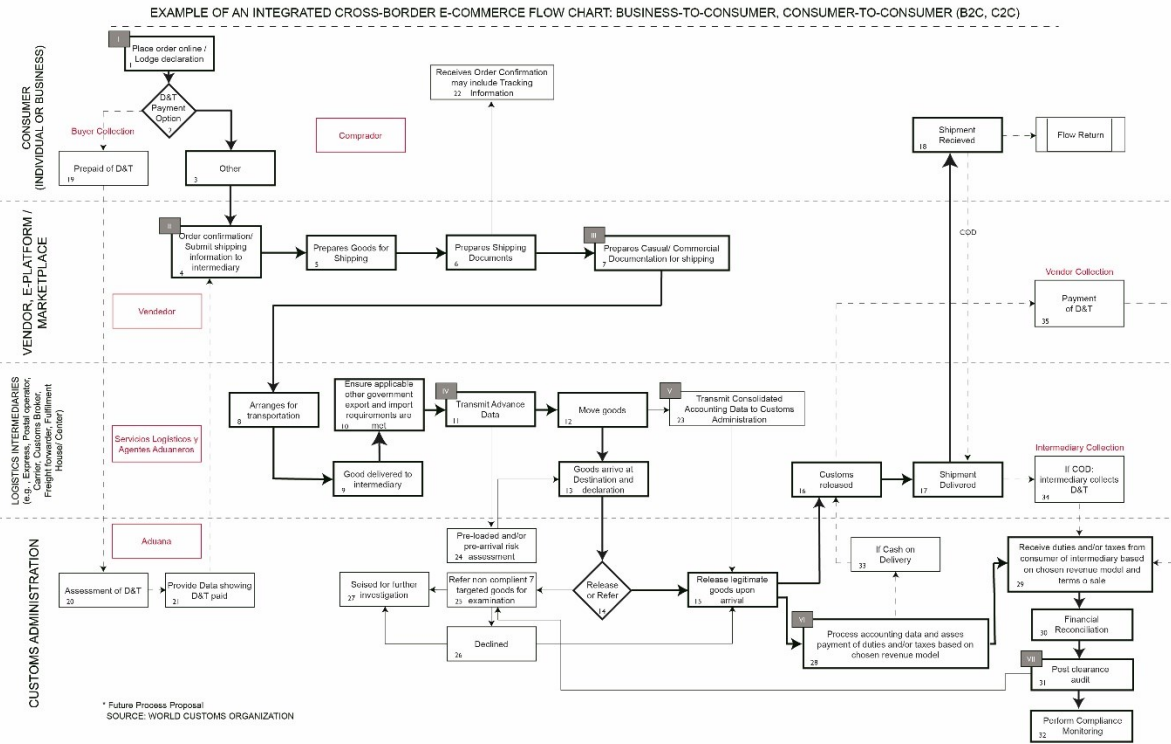 EXAMPLE OF AN INTEGRATED CROSS-BORDER E-COMMERCE FLOW CHART: BUSINESS-TO-CONSUMER, CONSUMER-TO-CONSUMER (B2C, C2C)
CONSUMER
(INDIVIDUAL OR BUSINESS)
I
Place order online /
Lodge declaration
1
D&T
Payment
Option
2
Buyer Collection
Prepaid of D&T
19
Other
3
Comprador
Receives Order Confirmation
may include Tracking
22 Information
Shipment
Recieved
18
Flow Return
VENDOR, E-PLATFORM /
MARKETPLACE
II
Order confirmation/
Submit shipping
information to
4 intermediary
Prepares Goods for
5 Shipping
Prepares Shipping
6 Documents
III
Prepares Casual/ Commercial
7 Documentation for shipping
COD
Vendedor
Vendor Collection
Payment
of D&T
35
LOGISTICS INTERMEDIARIES
(e.g., Express, Postal operator,
Carrier, Customs Broker,
Freight forwarder, Fulfilment
House/ Center)
Arranges for
8 transportation
Ensure applicable
other government
export and import
requirements are
10 met
IV
Transmit Advance
11 Data
Move goods
12
V
Transmit Consolidated
Accounting Data to Customs
23 Administration
Servicios Logísticos y
Agentes Aduaneros
Good delivered to
9 intermediary
Goods arrive at
Destination and
13 declaration
Customs
16 released
Shipment
17 Delivered
Intermediary Collection
If COD:
intermediary collects
34 D&T
CUSTOMS ADMINISTRATION
Aduana
Assessment of D&T
20
Provide Data showing
21 D&T paid
Pre-loaded and/or
pre-arrival risk
24 assessment
Seised for further
27 investigation
Refer non complient 7
targeted goods for
25 examination
Declined
26
Release
or Refer
14
Release legitimate
15 goods upon
arrival
If Cash on
Delivery
33
VI
Process accounting data and asses
payment of duties and/or taxes based on
28 chosen revenue model
Receive duties and/or taxes from
consumer of intermediary based
on chosen revenue model and
29 terms o sale
Financial
30 Reconciliation
VII
Post clearance
31 audit
Perform Compliance
32 Monitoring
* Future Process Proposal
SOURCE: WORLD CUSTOMS ORGANIZATION